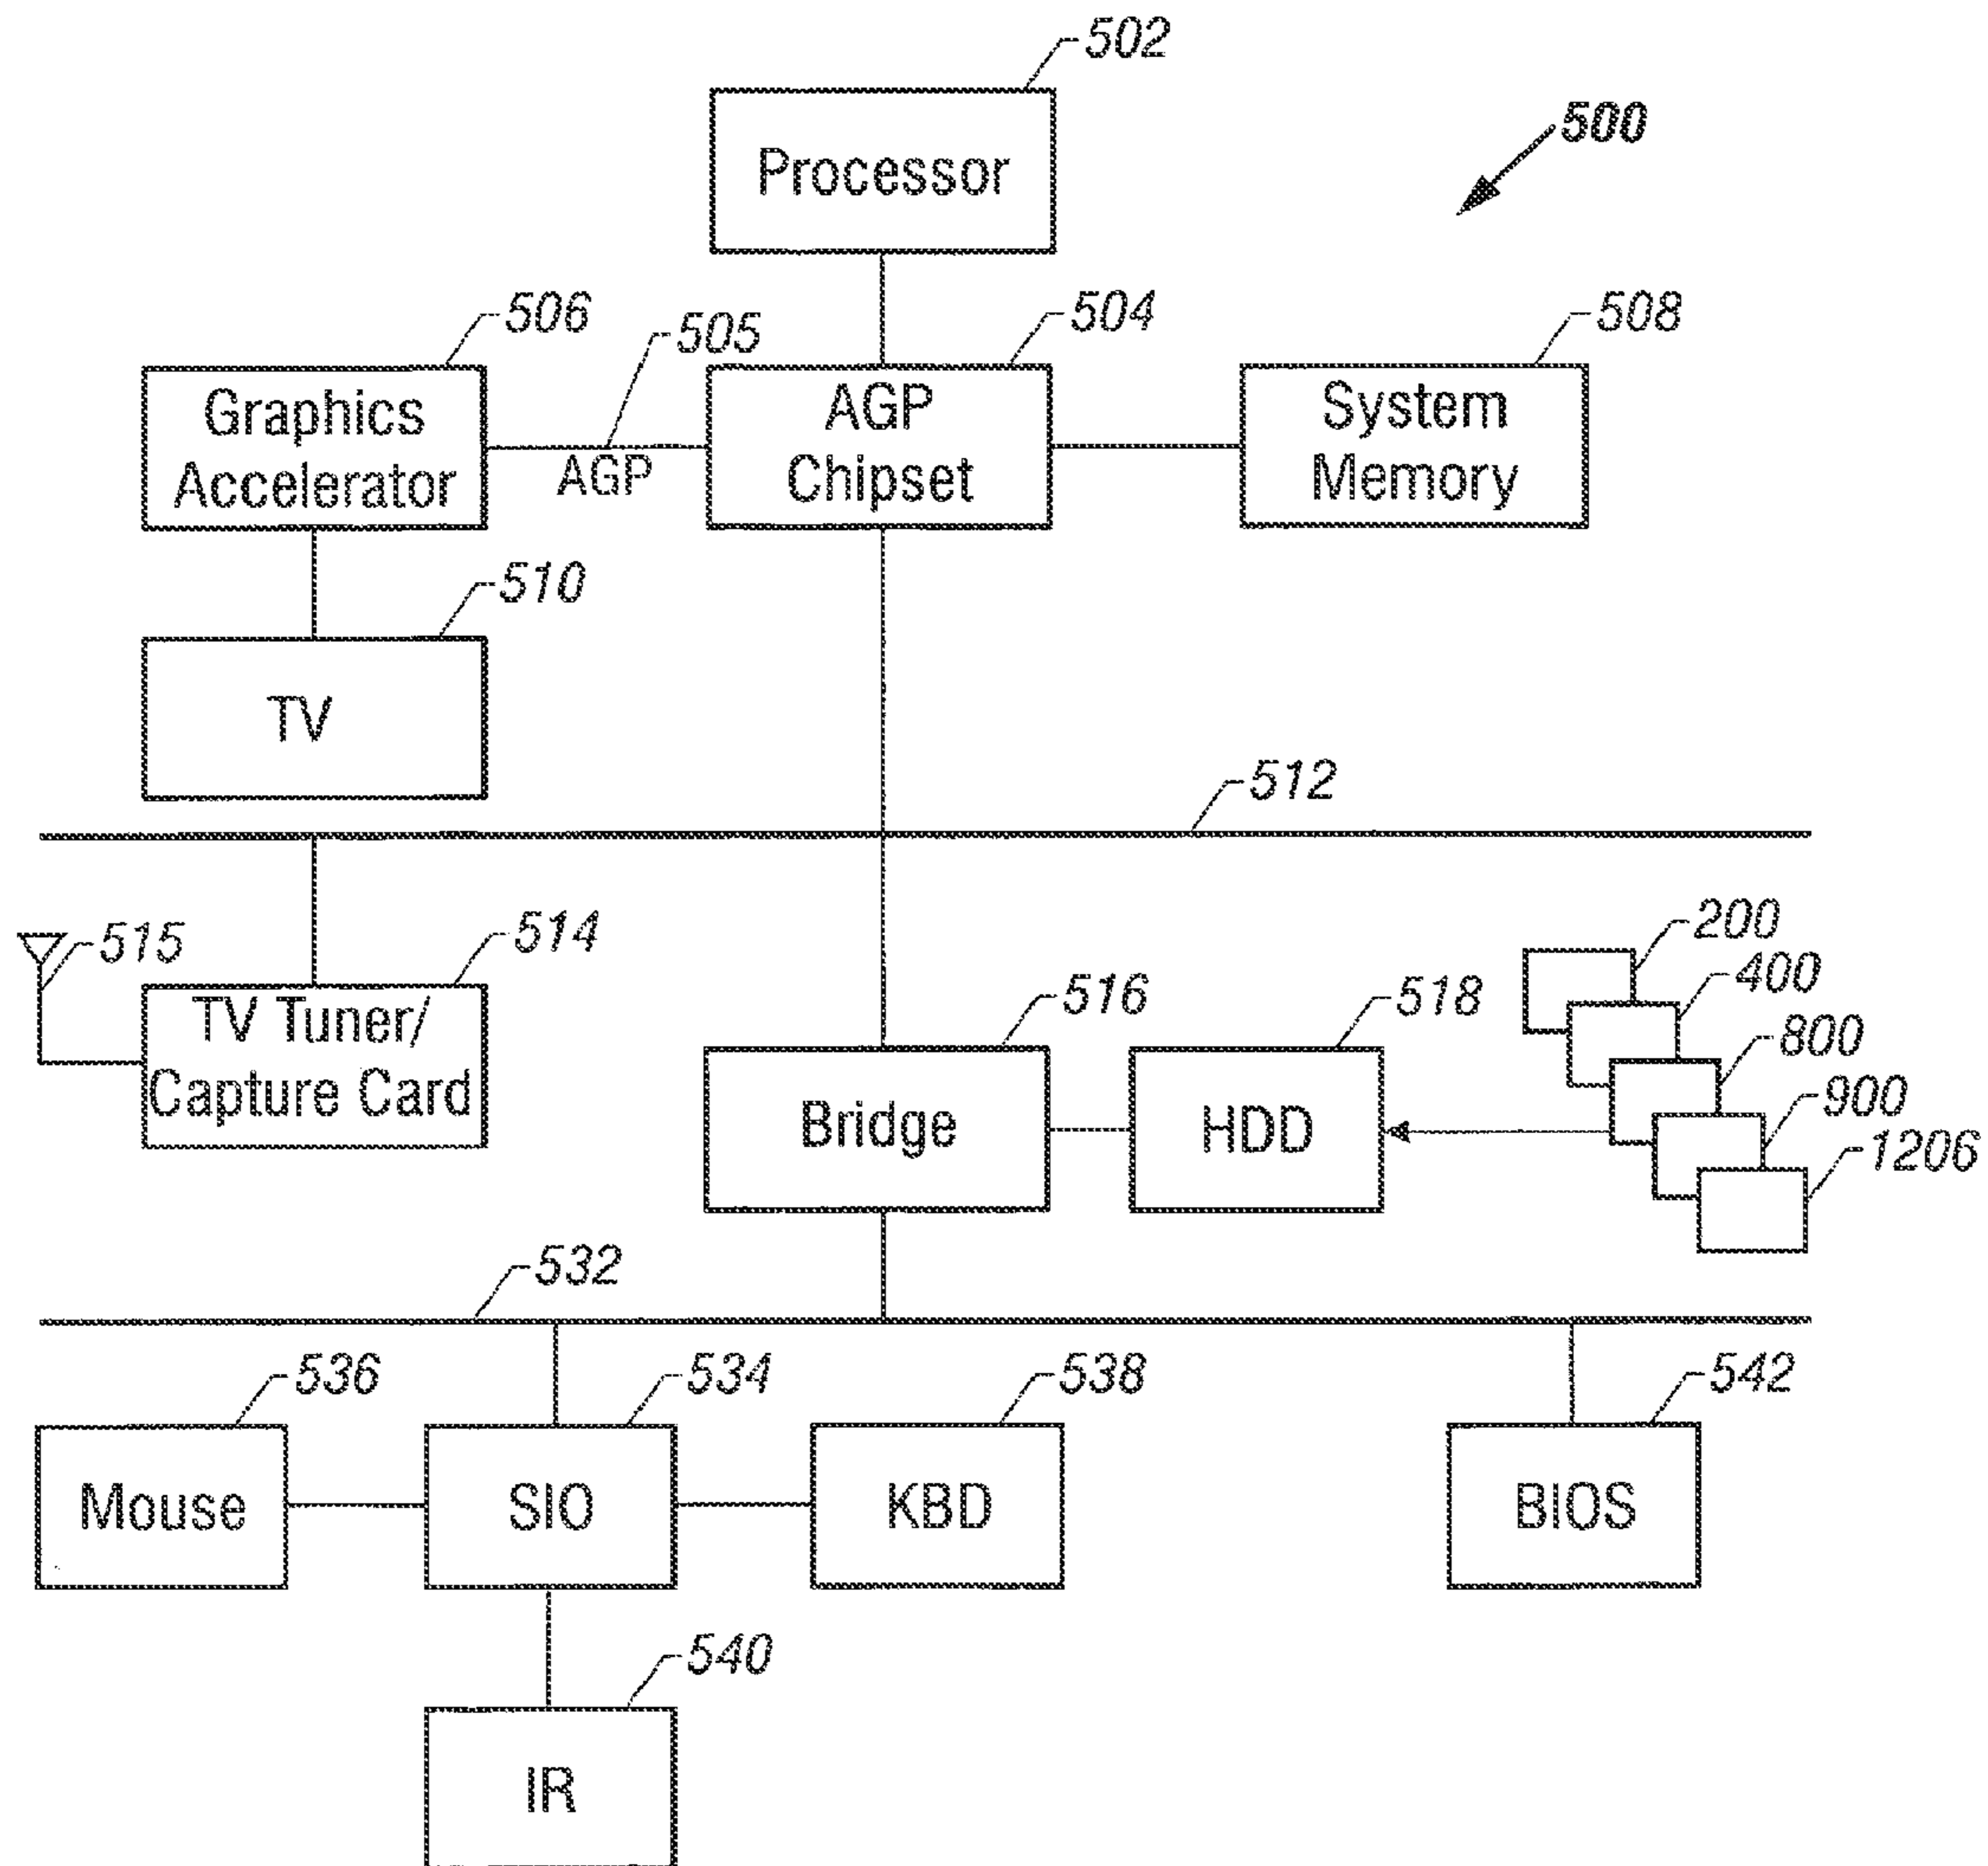 502
500
Processor
506
505
504
508
Graphics
Accelerator
AGP
AGP
Chipset
System
Memory
510
TV
512
515
514
TV Tuner/
Capture Card
516
518
200
400
800
900
1206
Bridge
HDD
532
536
534
538
542
Mouse
SIO
KBD
BIOS
540
IR